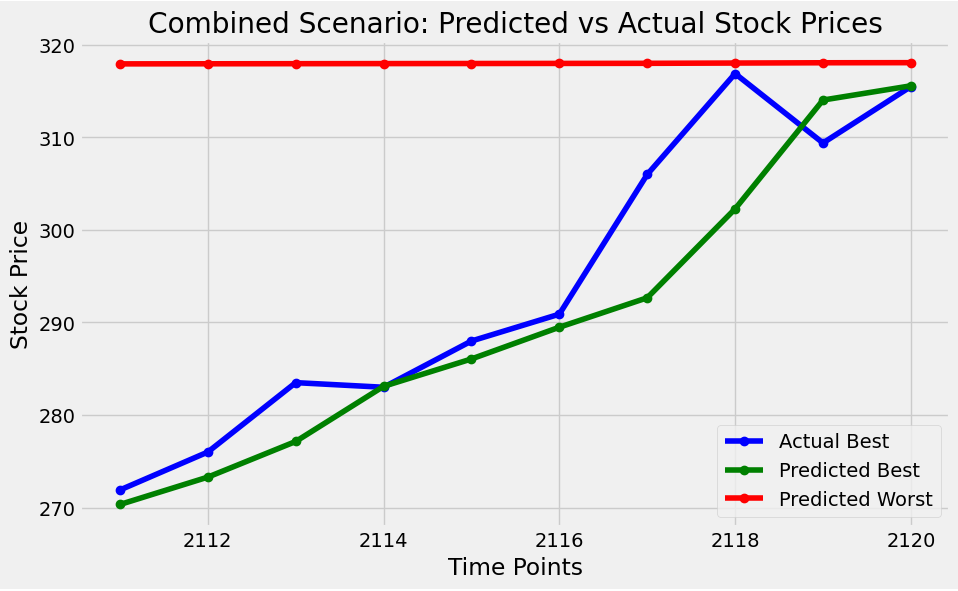 Combined Scenario: Predicted vs Actual Stock Prices
320
310
300
290
280
270
Stock Price
2112
2114
2116
2118
2120
Time Points
Actual Best
Predicted Best
Predicted Worst